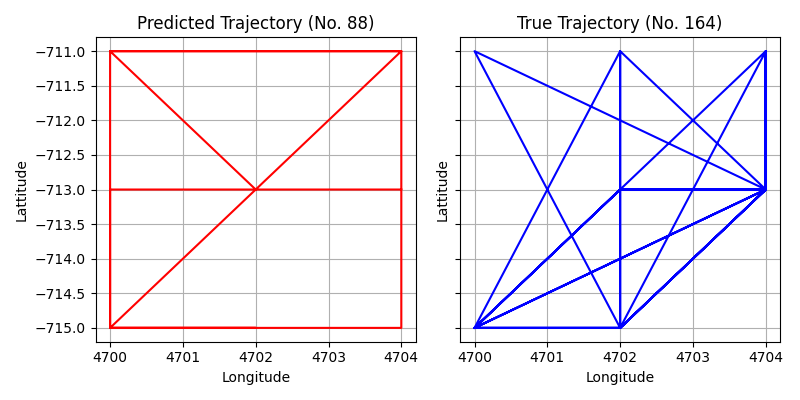 Predicted Trajectory (No. 88)
True Trajectory (No. 164)
Lattitude
−711.0
−711.5
−712.0
−712.5
−713.0
−713.5
−714.0
−714.5
−715.0
4700 4701 4702 4703 4704
Longitude
Lattitude
4700 4701 4702 4703 4704
Longitude